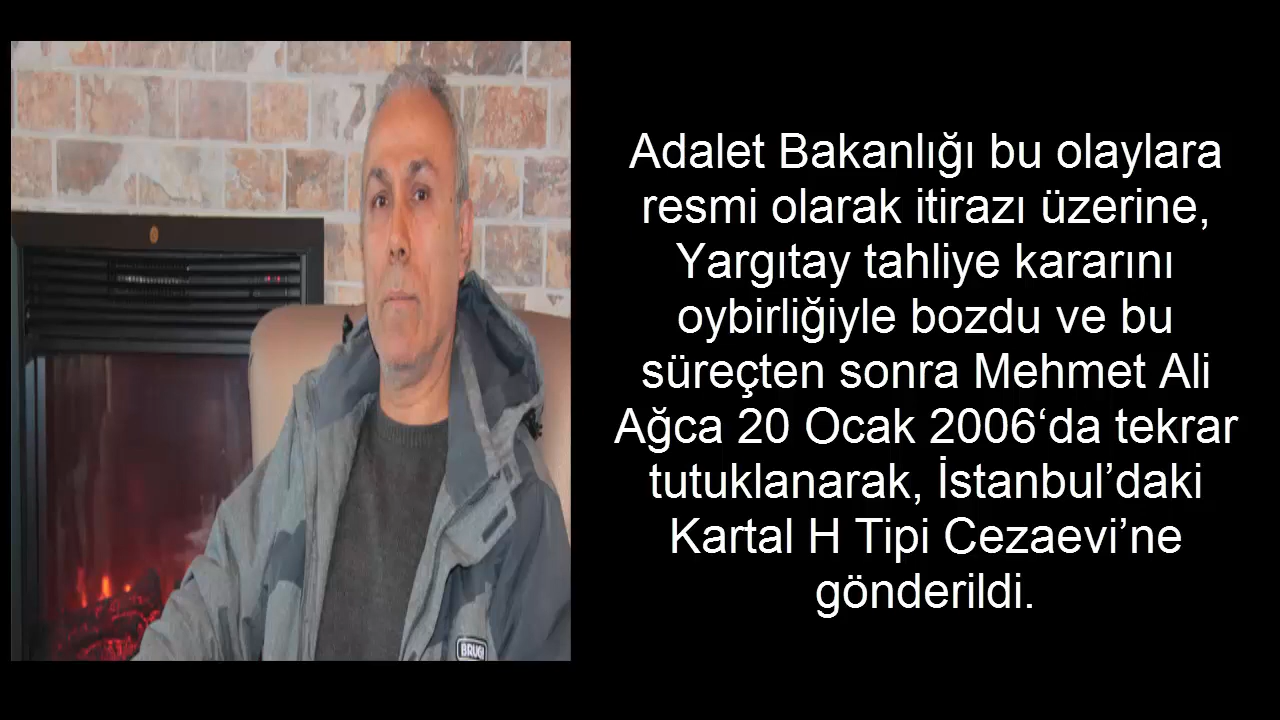 Adalet Bakanlığı bu olaylara
resmi olarak itirazı üzerine,
Yargıtay tahliye kararını
oybirliğiyle bozdu ve bu
süreçten sonra Mehmet Ali
Ağca 20 Ocak 2006‘da tekrar
tutuklanarak, İstanbul’daki
Kartal H Tipi Cezaevi’ne
gönderildi.
BRUGI